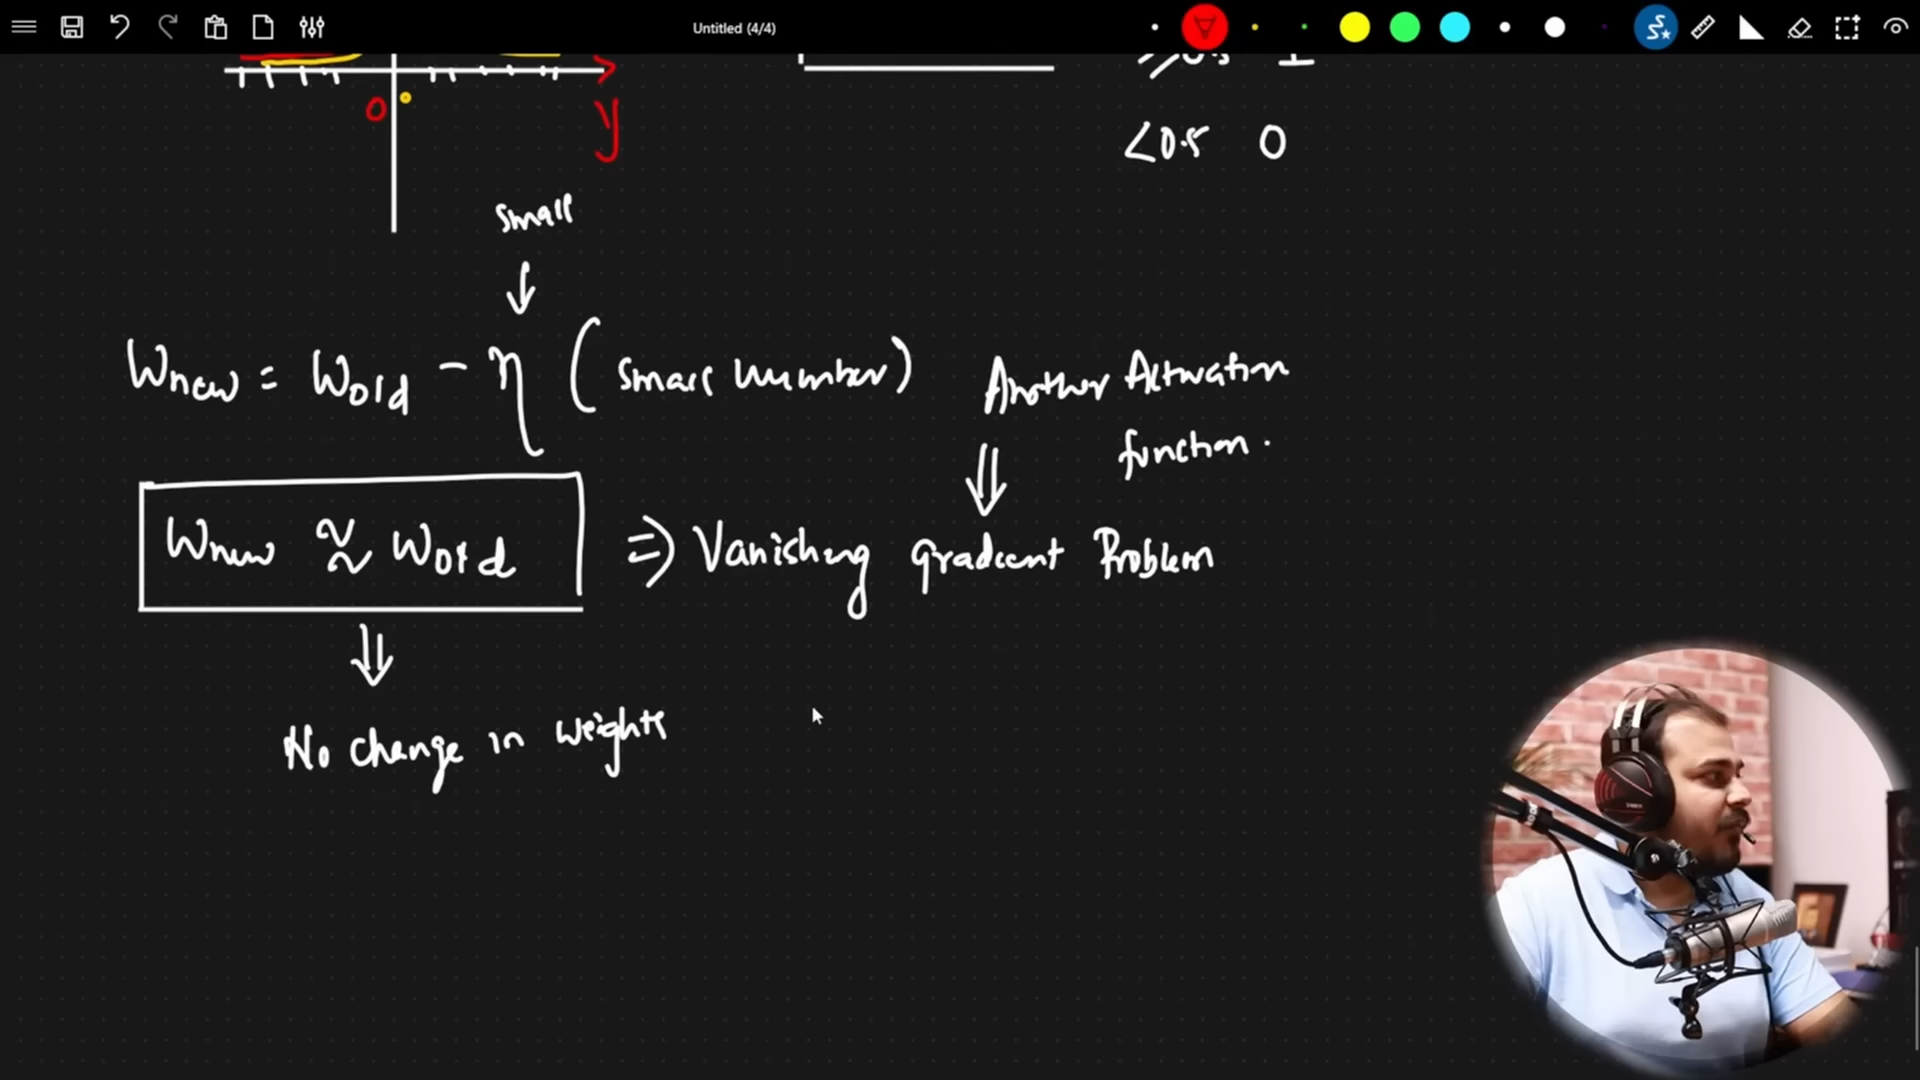 Untitled (4/4)
0
y
<0.5 0
Small
Wnew = Wold - η (Small number)
Another Activation
function.
Wnew ≈ Wold ⇒ Vanishing gradient Problem
No change in weights